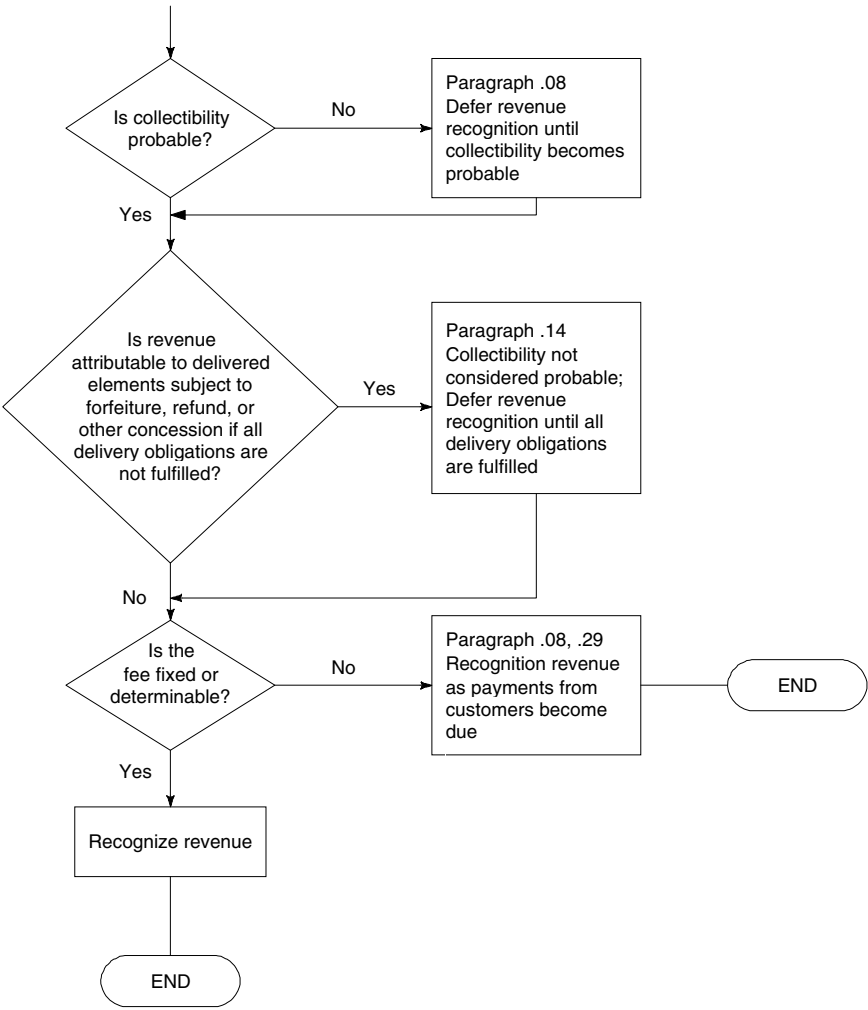 Is collectibility
probable?
No
Paragraph .08
Defer revenue
recognition until
collectibility becomes
probable
Yes
Is revenue
attributable to delivered
elements subject to
forfeiture, refund, or
other concession if all
delivery obligations are
not fulfilled?
Yes
Paragraph .14
Collectibility not
considered probable;
Defer revenue
recognition until all
delivery obligations
are fulfilled
No
Is the
fee fixed or
determinable?
No
Paragraph .08, .29
Recognition revenue
as payments from
customers become
due
END
Yes
Recognize revenue
END